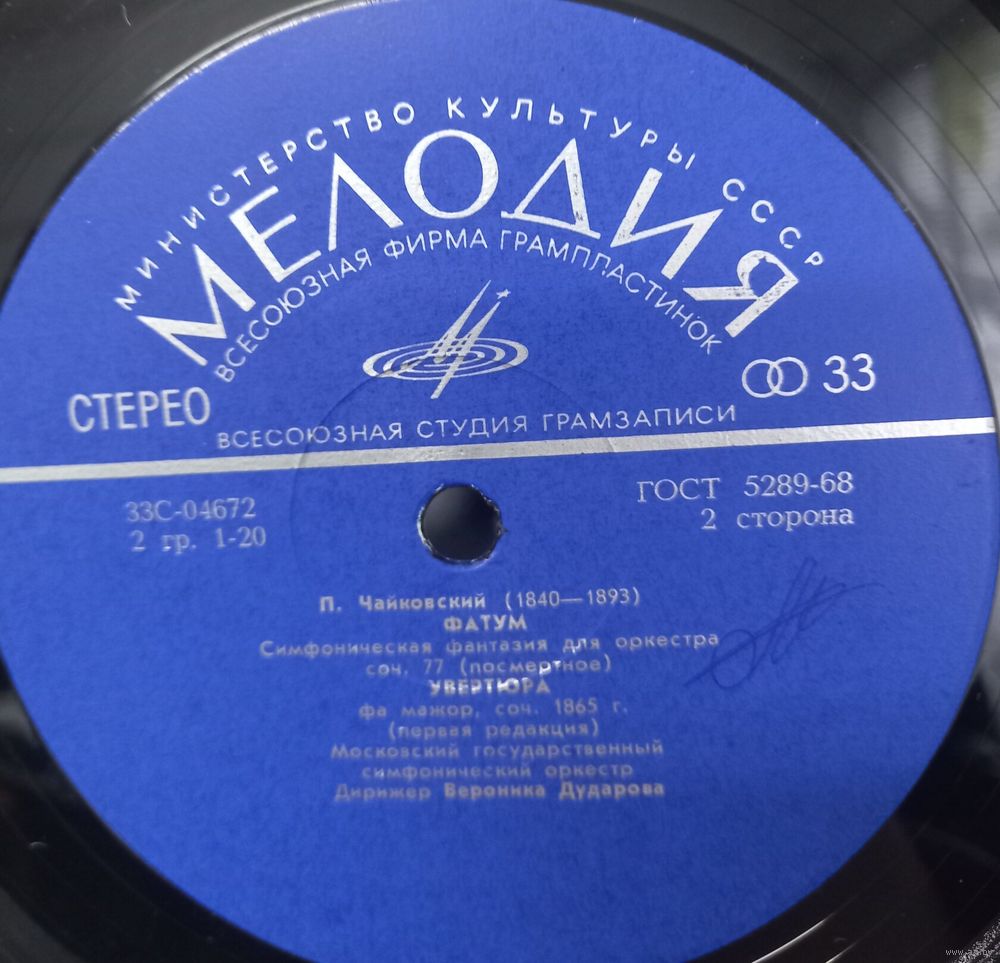 МИНИСТЕРСТВО КУЛЬТУРЫ СССР
МЕЛОДИЯ
ВСЕСОЮЗНАЯ ФИРМА ГРАМПЛАСТИНОК
СТЕРЕО
33
ВСЕСОЮЗНАЯ СТУДИЯ ГРАМЗАПИСИ
33С-04672
2 гр. 1-20
ГОСТ 5289-68
2 сторона
П. Чайковский (1840—1893)
ФАТУМ
Симфоническая фантазия для оркестра
соч. 77 (посмертное)
УВЕРТЮРА
фа мажор, соч. 1865 г.
(первая редакция)
Московский государственный
симфонический оркестр
Дирижер Вероника Дударова